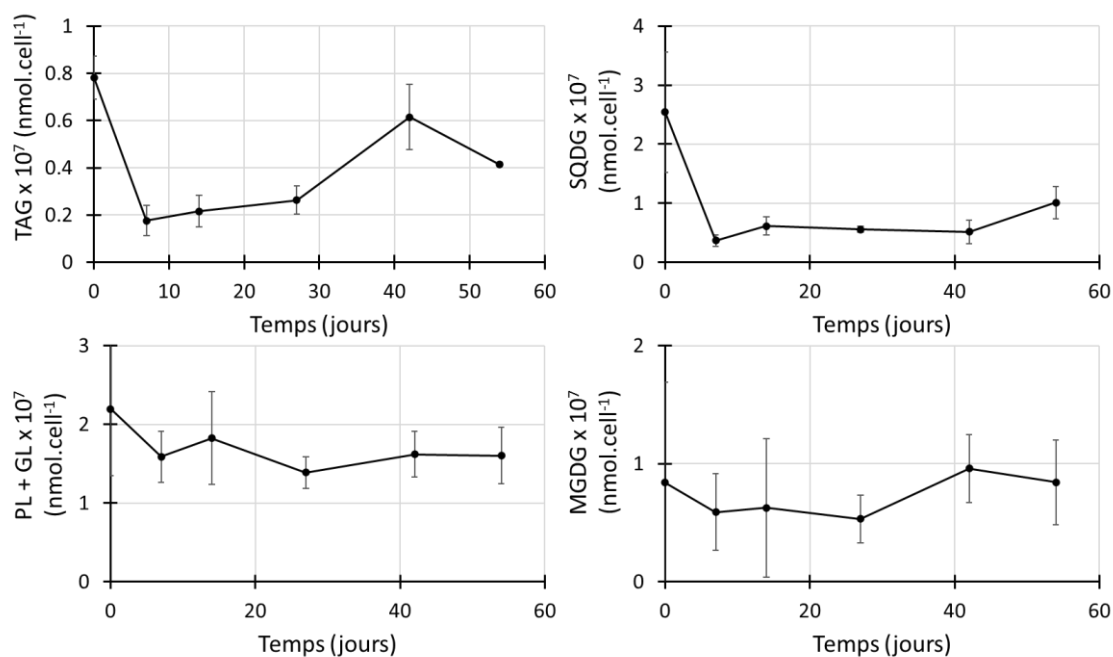 TAG x 10⁷ (nmol.cell⁻¹)
1
0.8
0.6
0.4
0.2
0
0 10 20 30 40 50 60
Temps (jours)
SQDG x 10⁷
(nmol.cell⁻¹)
4
3
2
1
0
0 20 40 60
Temps (jours)
PL + GL x 10⁷
(nmol.cell⁻¹)
3
2
1
0
0 20 40 60
Temps (jours)
MGDG x 10⁷
(nmol.cell⁻¹)
2
1
0
0 20 40 60
Temps (jours)